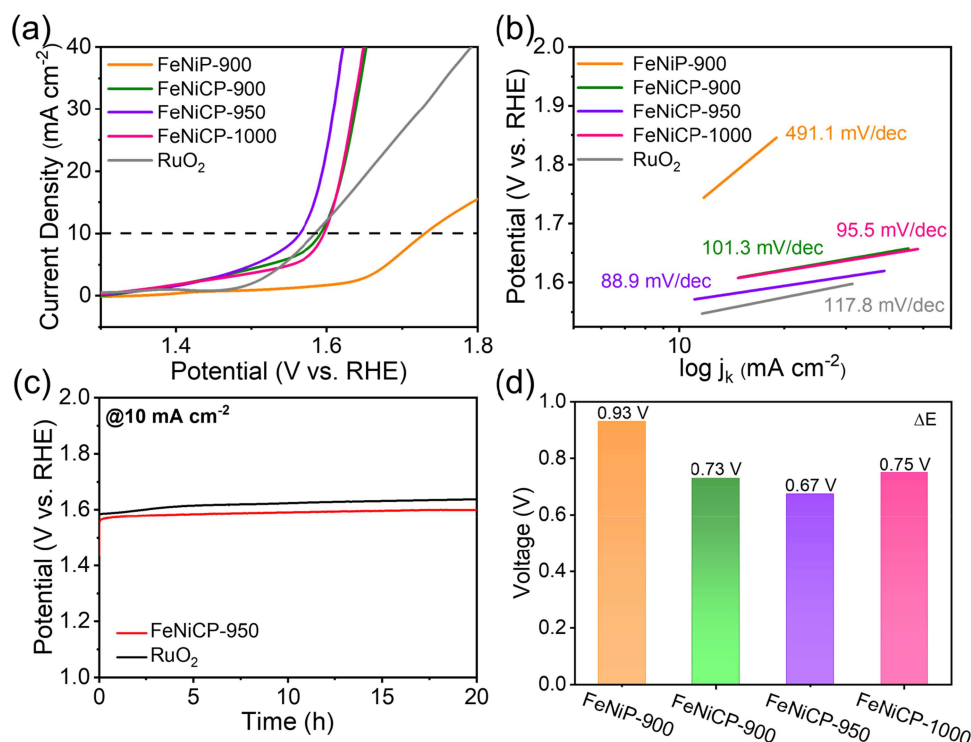 (a)
Current Density (mA cm-2)
40
30
20
10
0
FeNiP-900
FeNiCP-900
FeNiCP-950
FeNiCP-1000
RuO2
1.4
1.6
1.8
Potential (V vs. RHE)
(b)
Potential (V vs. RHE)
2.0
1.9
1.8
1.7
1.6
FeNiP-900
FeNiCP-900
FeNiCP-950
FeNiCP-1000
RuO2
491.1 mV/dec
95.5 mV/dec
101.3 mV/dec
88.9 mV/dec
117.8 mV/dec
10
log jk (mA cm-2)
(c)
Potential (V vs. RHE)
2.0
1.8
1.6
1.6
1.2
1.0
@10 mA cm-2
FeNiCP-950
RuO2
0
5
10
15
20
Time (h)
(d)
Voltage (V)
1.0
0.8
0.6
0.4
0.2
0.0
ΔE
0.93 V
0.73 V
0.67 V
0.75 V
FeNiP-900
FeNiCP-900
FeNiCP-950
FeNiCP-1000